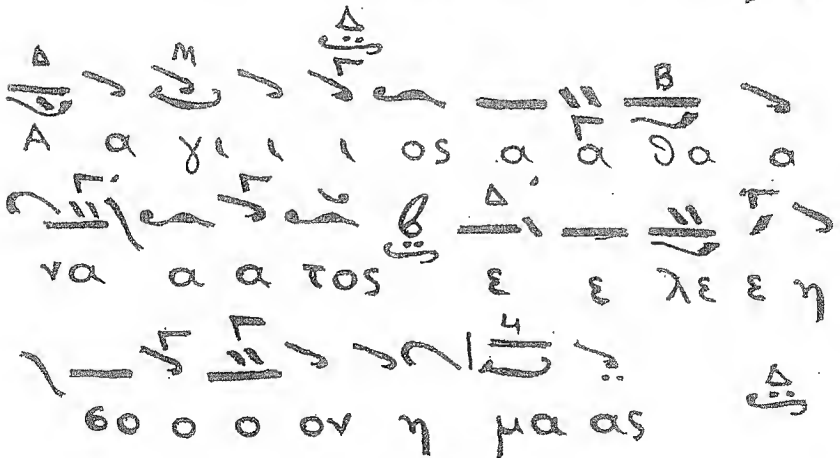 Α α γι ι ι ος α α θα α
να α α τος ε ε λε ε η
σο ο ο ον η μα ας